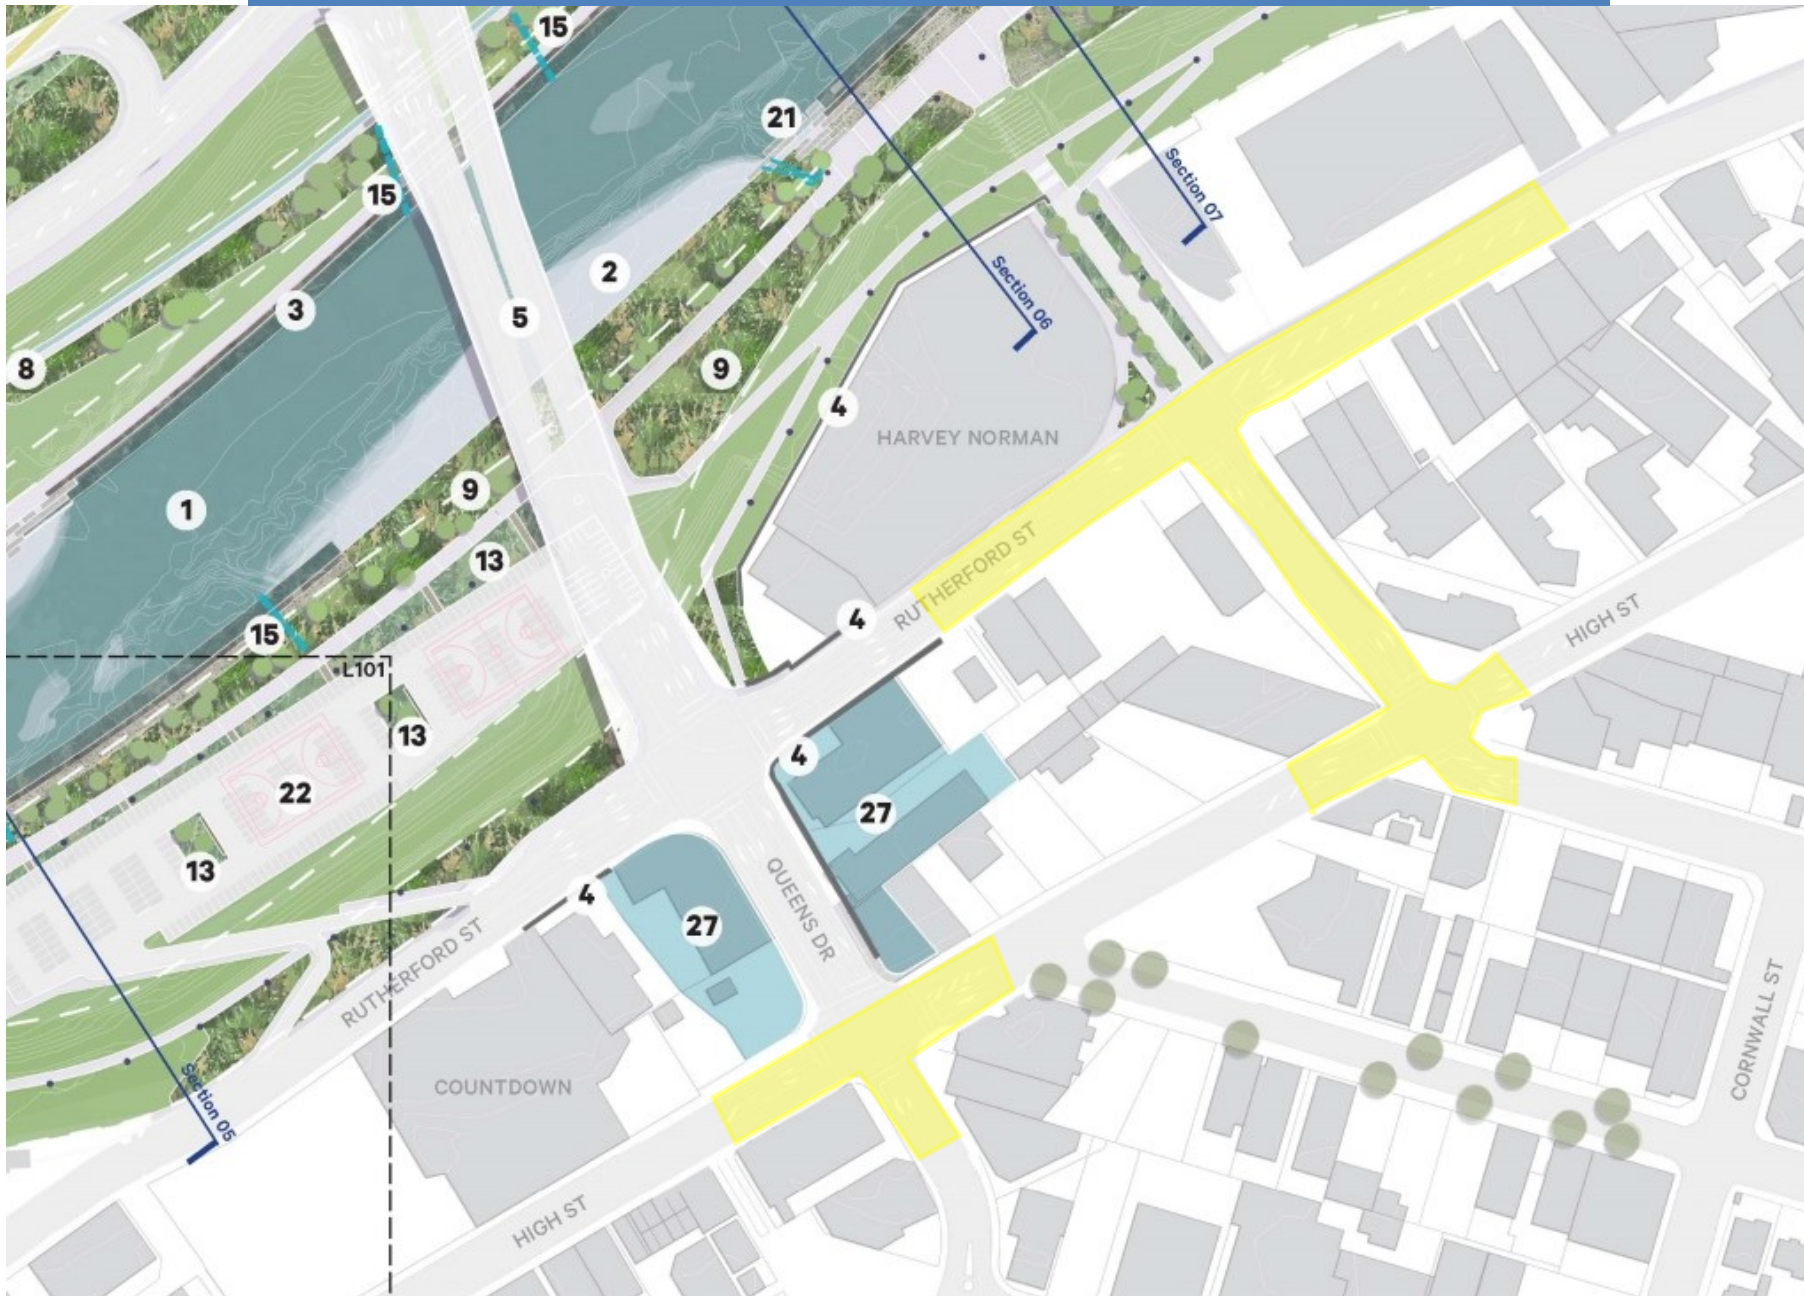 15
21
Section 07
15
2
Section 06
3
5
8
9
4
HARVEY NORMAN
9
1
13
RUTHERFORD ST
4
HIGH ST
15
L101
13
4
22
27
13
4
27
QUEENS DR
RUTHERFORD ST
CORNWALL ST
COUNTDOWN
Section 05
HIGH ST